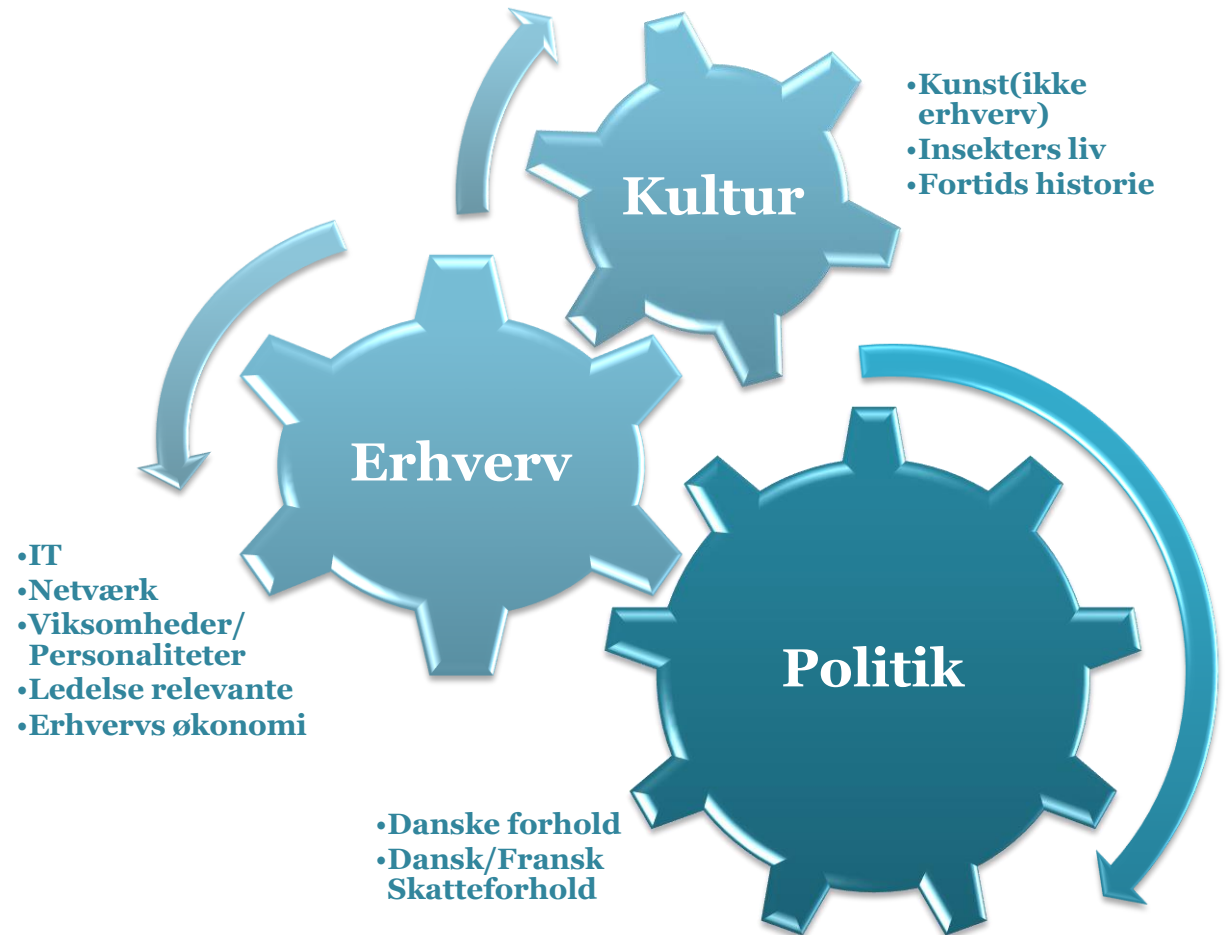 Kultur
•Kunst(ikke
erhverv)
•Insekters liv
•Fortids historie
Erhverv
•IT
•Netværk
•Viksomheder/
Personaliteter
•Ledelse relevante
•Erhvervs økonomi
Politik
•Danske forhold
•Dansk/Fransk
Skatteforhold